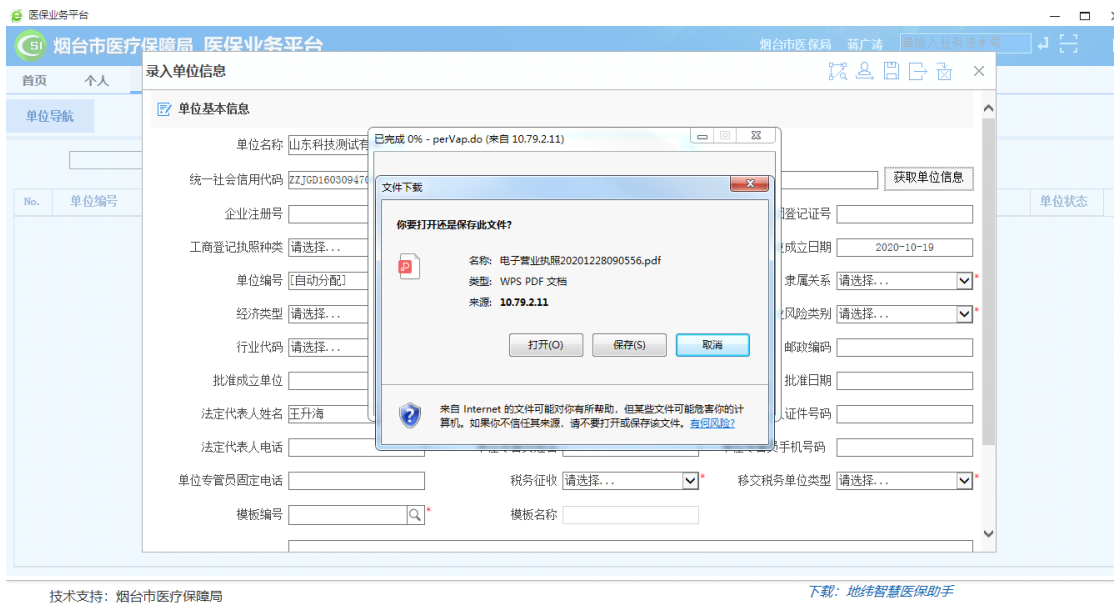 医保业务平台
SI 烟台市医疗保障局 医保业务平台 烟台市医保局 蒋广涛 请输入业务流水号
首页 个人
录入单位信息
单位导航
单位基本信息
单位名称 山东科技测试有
已完成 0% - perVap.do (来自 10.79.2.11)
统一社会信用代码 ZZJGD16030947 获取单位信息
文件下载
No. 单位编号 单位状态
企业注册号 登记证号
你要打开还是保存此文件?
工商登记执照种类 请选择... 成立日期 2020-10-19
名称: 电子营业执照20201228090556.pdf
单位编号 [自动分配] 隶属关系 请选择... *
类型: WPS PDF 文档
来源: 10.79.2.11
经济类型 请选择... 风险类别 请选择... *
行业代码 请选择... 邮政编码
打开(O) 保存(S) 取消
批准成立单位 批准日期
法定代表人姓名 王升海 证件号码
来自 Internet 的文件可能对你有所帮助，但某些文件可能危害你的计
算机。如果你不信任其来源，请不要打开或保存该文件。有何风险?
法定代表人电话 手机号码
单位专管员固定电话 税务征收 请选择... * 移交税务单位类型 请选择... *
模板编号 * 模板名称
技术支持: 烟台市医疗保障局
下载: 地纬智慧医保助手